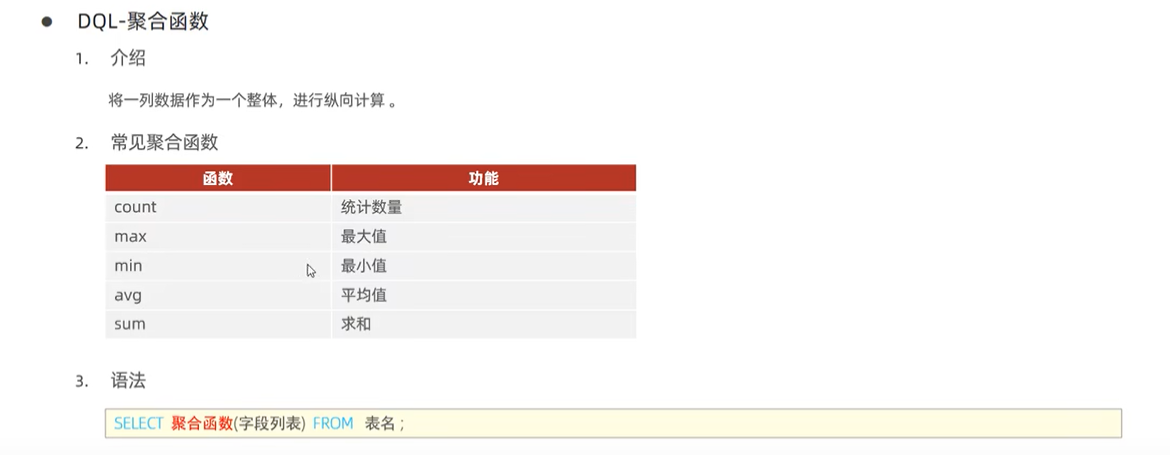 ● DQL-聚合函数
1. 介绍
将一列数据作为一个整体，进行纵向计算 。
2. 常见聚合函数
函数 功能
count 统计数量
max 最大值
min 最小值
avg 平均值
sum 求和
3. 语法
SELECT 聚合函数(字段列表) FROM 表名 ;